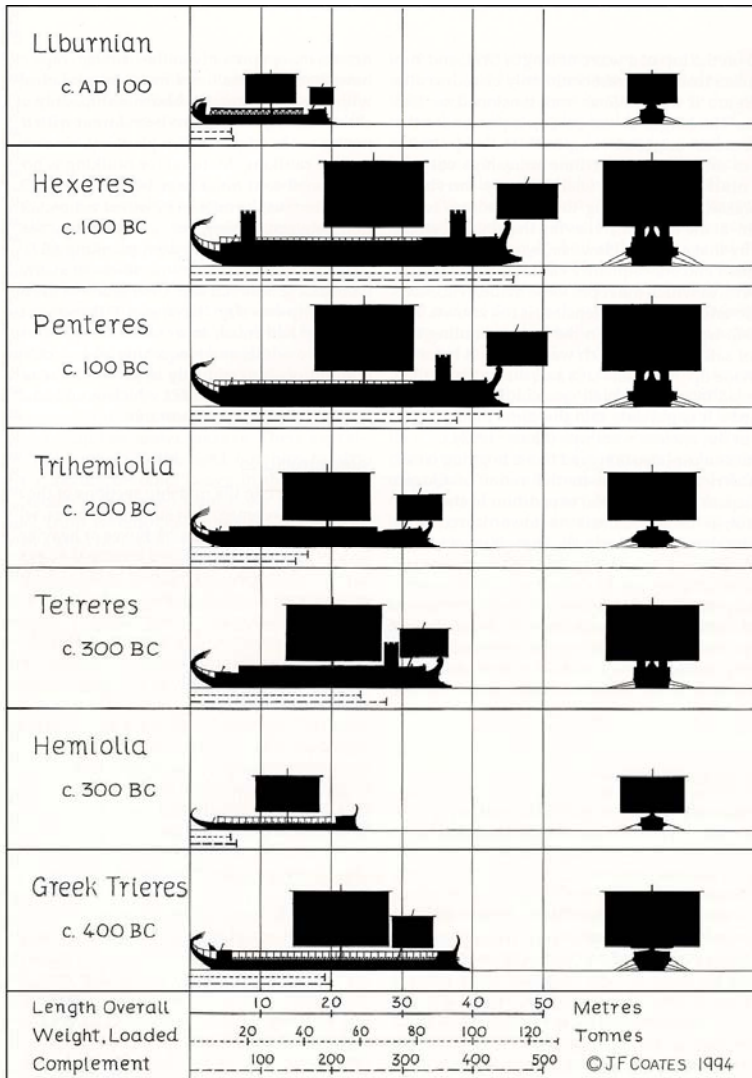 Liburnian
c. AD 100
Hexeres
c. 100 BC
Penteres
c. 100 BC
Trihemiolia
c. 200 BC
Tetreres
c. 300 BC
Hemiolia
c. 300 BC
Greek Trieres
c. 400 BC
Length Overall 10 20 30 40 50 Metres
Weight, Loaded 20 40 60 80 100 120 Tonnes
Complement 100 200 300 400 500 © JF COATES 1994